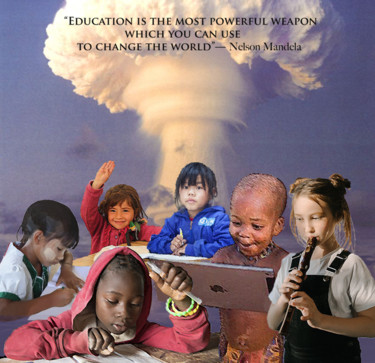 “EDUCATION IS THE MOST POWERFUL WEAPON
WHICH YOU CAN USE
TO CHANGE THE WORLD”— Nelson Mandela